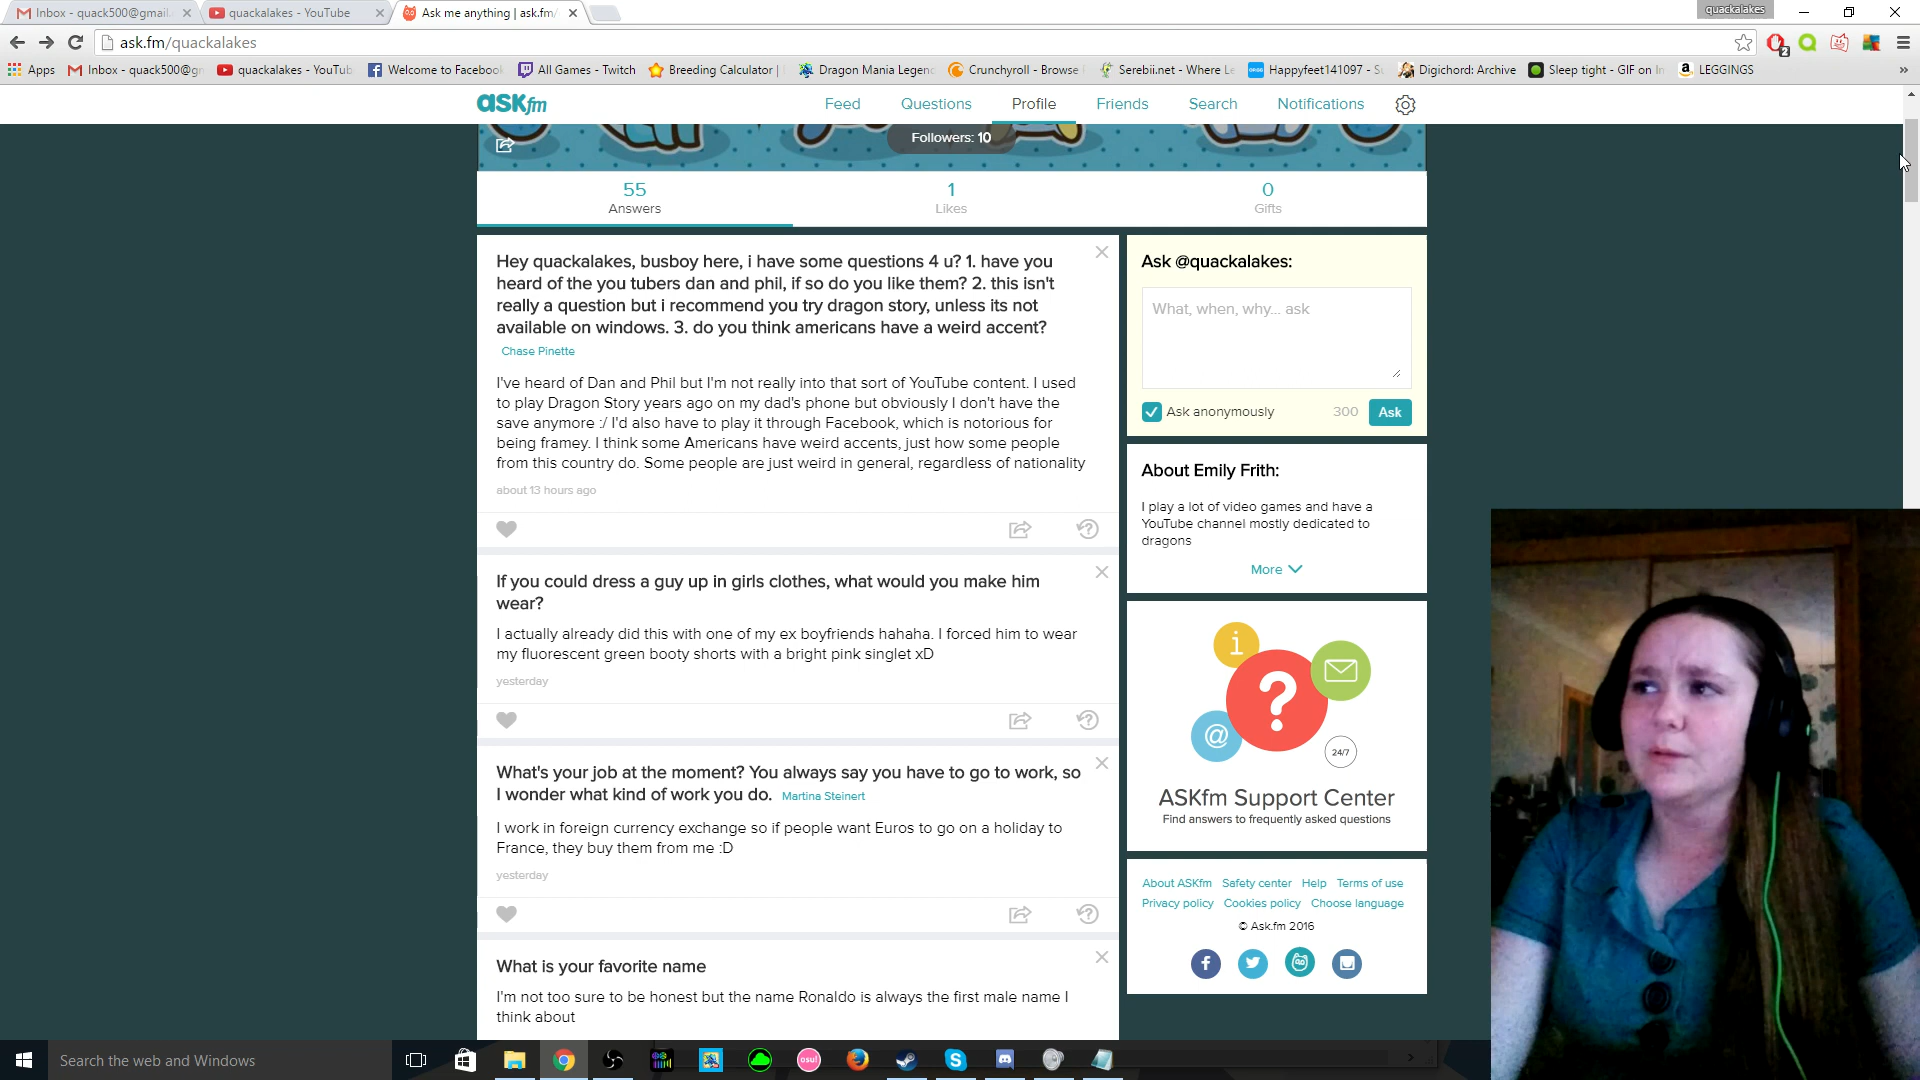 Inbox - quack500@gmail.
quackalakes - YouTube
Ask me anything | ask.fm/
quackalakes
ask.fm/quackalakes
Apps
Inbox - quack500@g
quackalakes - YouTub
Welcome to Facebook
All Games - Twitch
Breeding Calculator |
Dragon Mania Legend
Crunchyroll - Browse
Serebii.net - Where Le
Happyfeet141097 - S
Digichord: Archive
Sleep tight - GIF on Im
LEGGINGS
ASKfm
Feed
Questions
Profile
Friends
Search
Notifications
Followers: 10
55
Answers
1
Likes
0
Gifts
Hey quackalakes, busboy here, i have some questions 4 u? 1. have you
heard of the you tubers dan and phil, if so do you like them? 2. this isn't
really a question but i recommend you try dragon story, unless its not
available on windows. 3. do you think americans have a weird accent?
Chase Pinette
I've heard of Dan and Phil but I'm not really into that sort of YouTube content. I used
to play Dragon Story years ago on my dad's phone but obviously I don't have the
save anymore :/ I'd also have to play it through Facebook, which is notorious for
being framey. I think some Americans have weird accents, just how some people
from this country do. Some people are just weird in general, regardless of nationality
about 13 hours ago
If you could dress a guy up in girls clothes, what would you make him
wear?
I actually already did this with one of my ex boyfriends hahaha. I forced him to wear
my fluorescent green booty shorts with a bright pink singlet xD
yesterday
What's your job at the moment? You always say you have to go to work, so
I wonder what kind of work you do. Martina Steinert
I work in foreign currency exchange so if people want Euros to go on a holiday to
France, they buy them from me :D
yesterday
What is your favorite name
I'm not too sure to be honest but the name Ronaldo is always the first male name I
think about
Ask @quackalakes:
What, when, why... ask
Ask anonymously
300
Ask
About Emily Frith:
I play a lot of video games and have a
YouTube channel mostly dedicated to
dragons
More
24/7
ASKfm Support Center
Find answers to frequently asked questions
About ASKfm Safety center Help Terms of use
Privacy policy Cookies policy Choose language
© Ask.fm 2016
Search the web and Windows
osu!